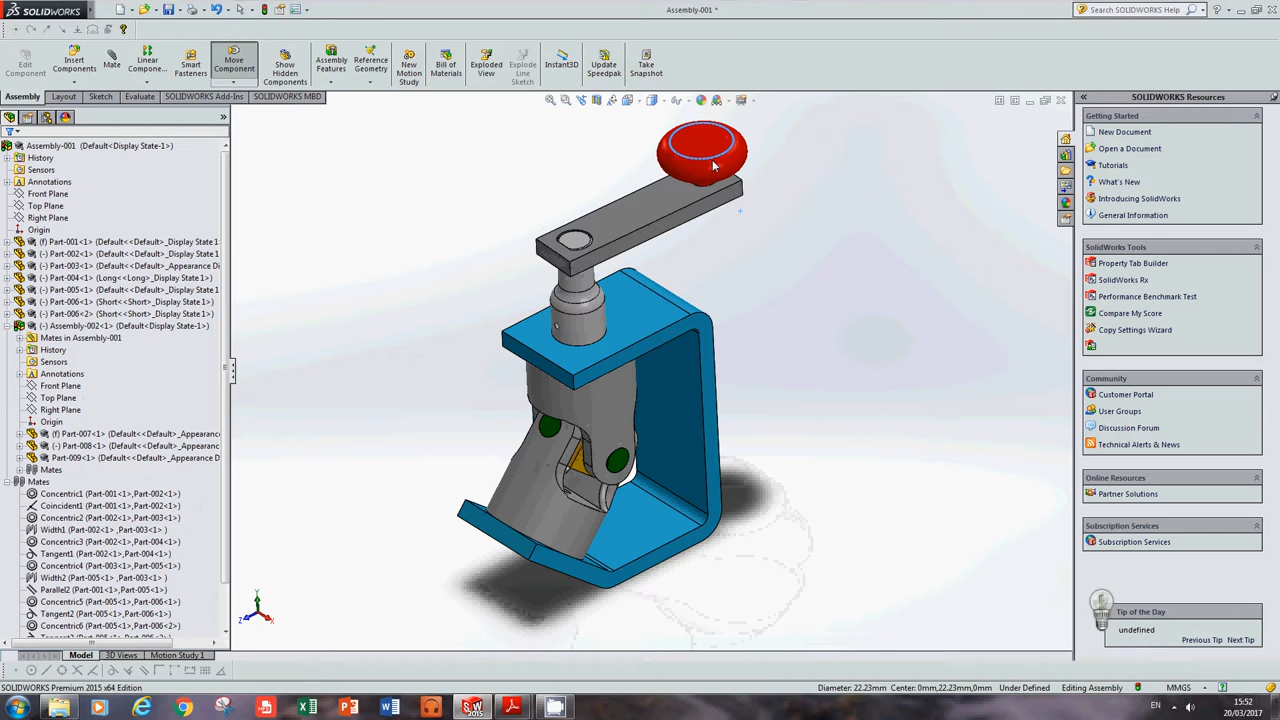 SOLIDWORKS
Assembly-001 *
Search SOLIDWORKS Help
Edit Component
Insert Components
Mate
Linear Compone...
Smart Fasteners
Move Component
Show Hidden Components
Assembly Features
Reference Geometry
New Motion Study
Bill of Materials
Exploded View
Explode Line Sketch
Instant3D
Update Speedpak
Take Snapshot
Assembly
Layout
Sketch
Evaluate
SOLIDWORKS Add-Ins
SOLIDWORKS MBD
Assembly-001 (Default<Display State-1>)
History
Sensors
Annotations
Front Plane
Top Plane
Right Plane
Origin
(f) Part-001<1> (Default<<Default>_Display State 1
(-) Part-002<1> (Default<<Default>_Display State 1
(-) Part-003<1> (Default<<Default>_Appearance Di
(-) Part-004<1> (Long<<Long>_Display State 1)
(-) Part-005<1> (Default<<Default>_Display State 1
(-) Part-006<1> (Short<<Short>_Display State 1)
(-) Part-006<2> (Short<<Short>_Display State 1)
(-) Assembly-002<1> (Default<Display State-1>)
Mates in Assembly-001
History
Sensors
Annotations
Front Plane
Top Plane
Right Plane
Origin
(f) Part-007<1> (Default<<Default>_Appearance
(-) Part-008<1> (Default<<Default>_Appearance
Part-009<1> (Default<<Default>_Appearance D
Mates
Mates
Concentric1 (Part-001<1>,Part-002<1>)
Coincident1 (Part-001<1>,Part-002<1>)
Concentric2 (Part-002<1>,Part-003<1>)
Width1 (Part-002<1> ,Part-003<1> )
Concentric3 (Part-002<1>,Part-004<1>)
Tangent1 (Part-002<1>,Part-004<1>)
Concentric4 (Part-003<1>,Part-005<1>)
Width2 (Part-005<1> ,Part-003<1> )
Parallel2 (Part-001<1>,Part-005<1>)
Concentric5 (Part-005<1>,Part-006<1>)
Tangent2 (Part-005<1>,Part-006<1>)
Concentric6 (Part-005<1>,Part-006<2>)
Y
Z
X
Model
3D Views
Motion Study 1
SOLIDWORKS Premium 2015 x64 Edition
Diameter: 22.23mm Center: 0mm,22.23mm,0mm
Under Defined
Editing Assembly
MMGS
SOLIDWORKS Resources
Getting Started
New Document
Open a Document
Tutorials
What's New
Introducing SolidWorks
General Information
SolidWorks Tools
Property Tab Builder
SolidWorks Rx
Performance Benchmark Test
Compare My Score
Copy Settings Wizard
Community
Customer Portal
User Groups
Discussion Forum
Technical Alerts & News
Online Resources
Partner Solutions
Subscription Services
Subscription Services
Tip of the Day
undefined
Previous Tip Next Tip
EN
15:52
20/03/2017